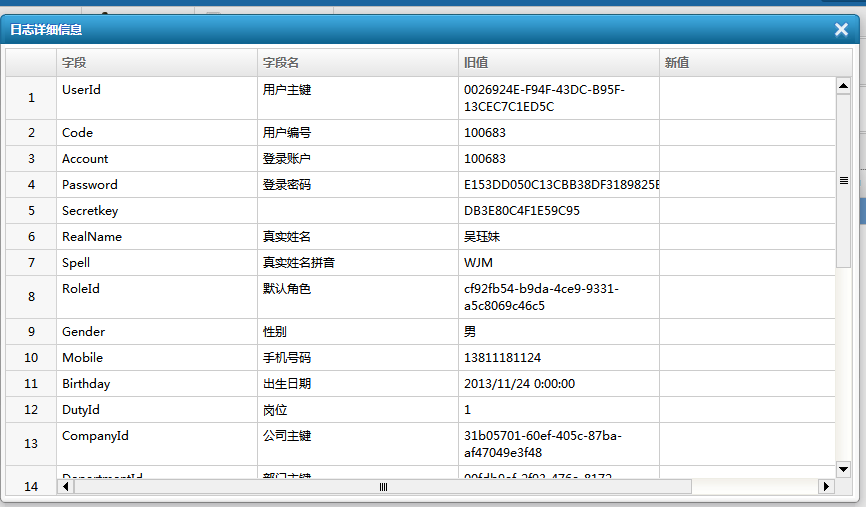 日志详细信息
字段 字段名 旧值 新值
1 UserId 用户主键 0026924E-F94F-43DC-B95F-
13CEC7C1ED5C
2 Code 用户编号 100683
3 Account 登录账户 100683
4 Password 登录密码 E153DD050C13CBB38DF3189825E
5 Secretkey DB3E80C4F1E59C95
6 RealName 真实姓名 吴珏妹
7 Spell 真实姓名拼音 WJM
8 RoleId 默认角色 cf92fb54-b9da-4ce9-9331-
a5c8069c46c5
9 Gender 性别 男
10 Mobile 手机号码 13811181124
11 Birthday 出生日期 2013/11/24 0:00:00
12 DutyId 岗位 1
13 CompanyId 公司主键 31b05701-60ef-405c-87ba-
af47049e3f48
14 DepartmentId 部门主键